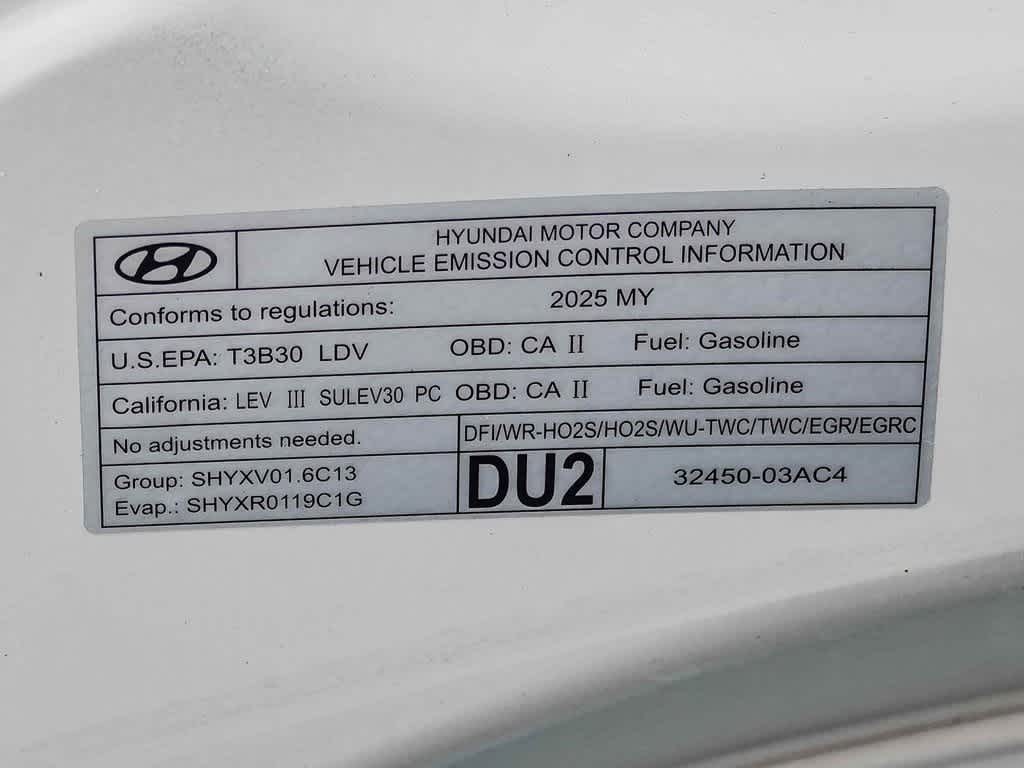 HYUNDAI MOTOR COMPANY
VEHICLE EMISSION CONTROL INFORMATION
Conforms to regulations: 2025 MY
U.S.EPA: T3B30 LDV OBD: CA II Fuel: Gasoline
California: LEV III SULEV30 PC OBD: CA II Fuel: Gasoline
No adjustments needed. DFI/WR-HO2S/HO2S/WU-TWC/TWC/EGR/EGRC
Group: SHYXV01.6C13
Evap.: SHYXR0119C1G
DU2
32450-03AC4